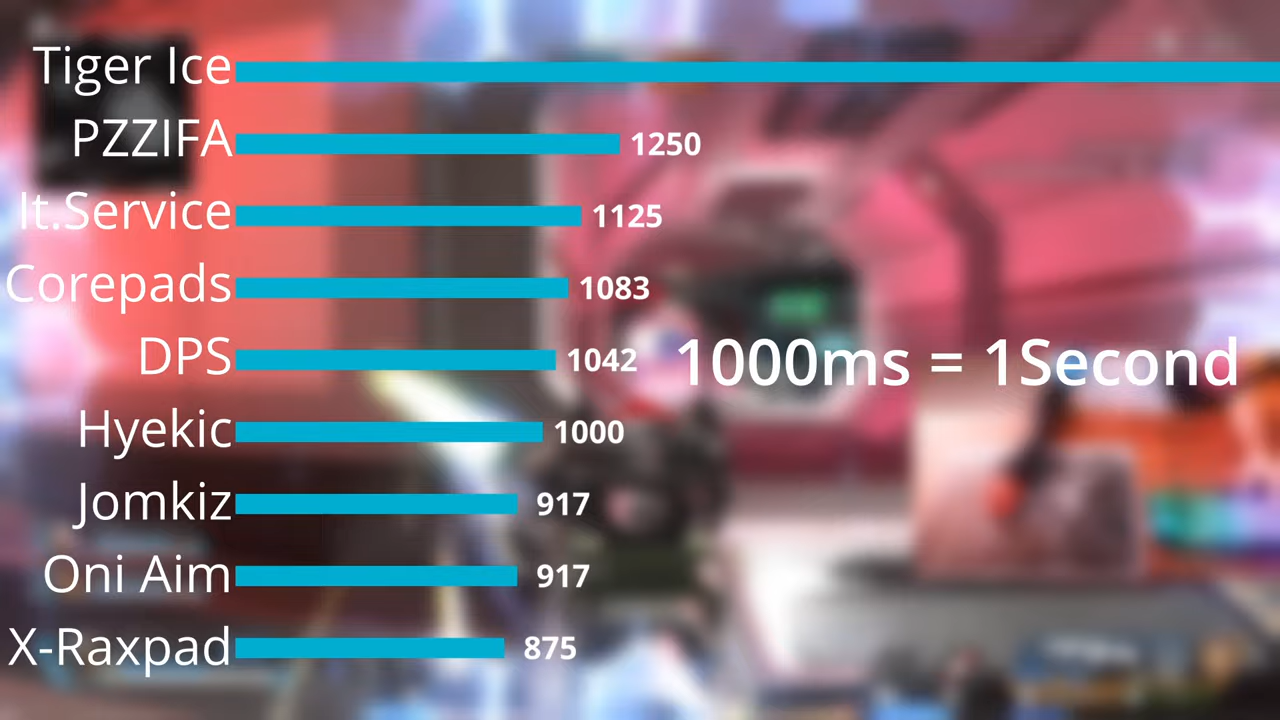 Tiger Ice
PZZIFA 1250
It.Service 1125
Corepads 1083
DPS 1042
1000ms = 1Second
Hyekic 1000
Jomkiz 917
Oni Aim 917
X-Raxpad 875